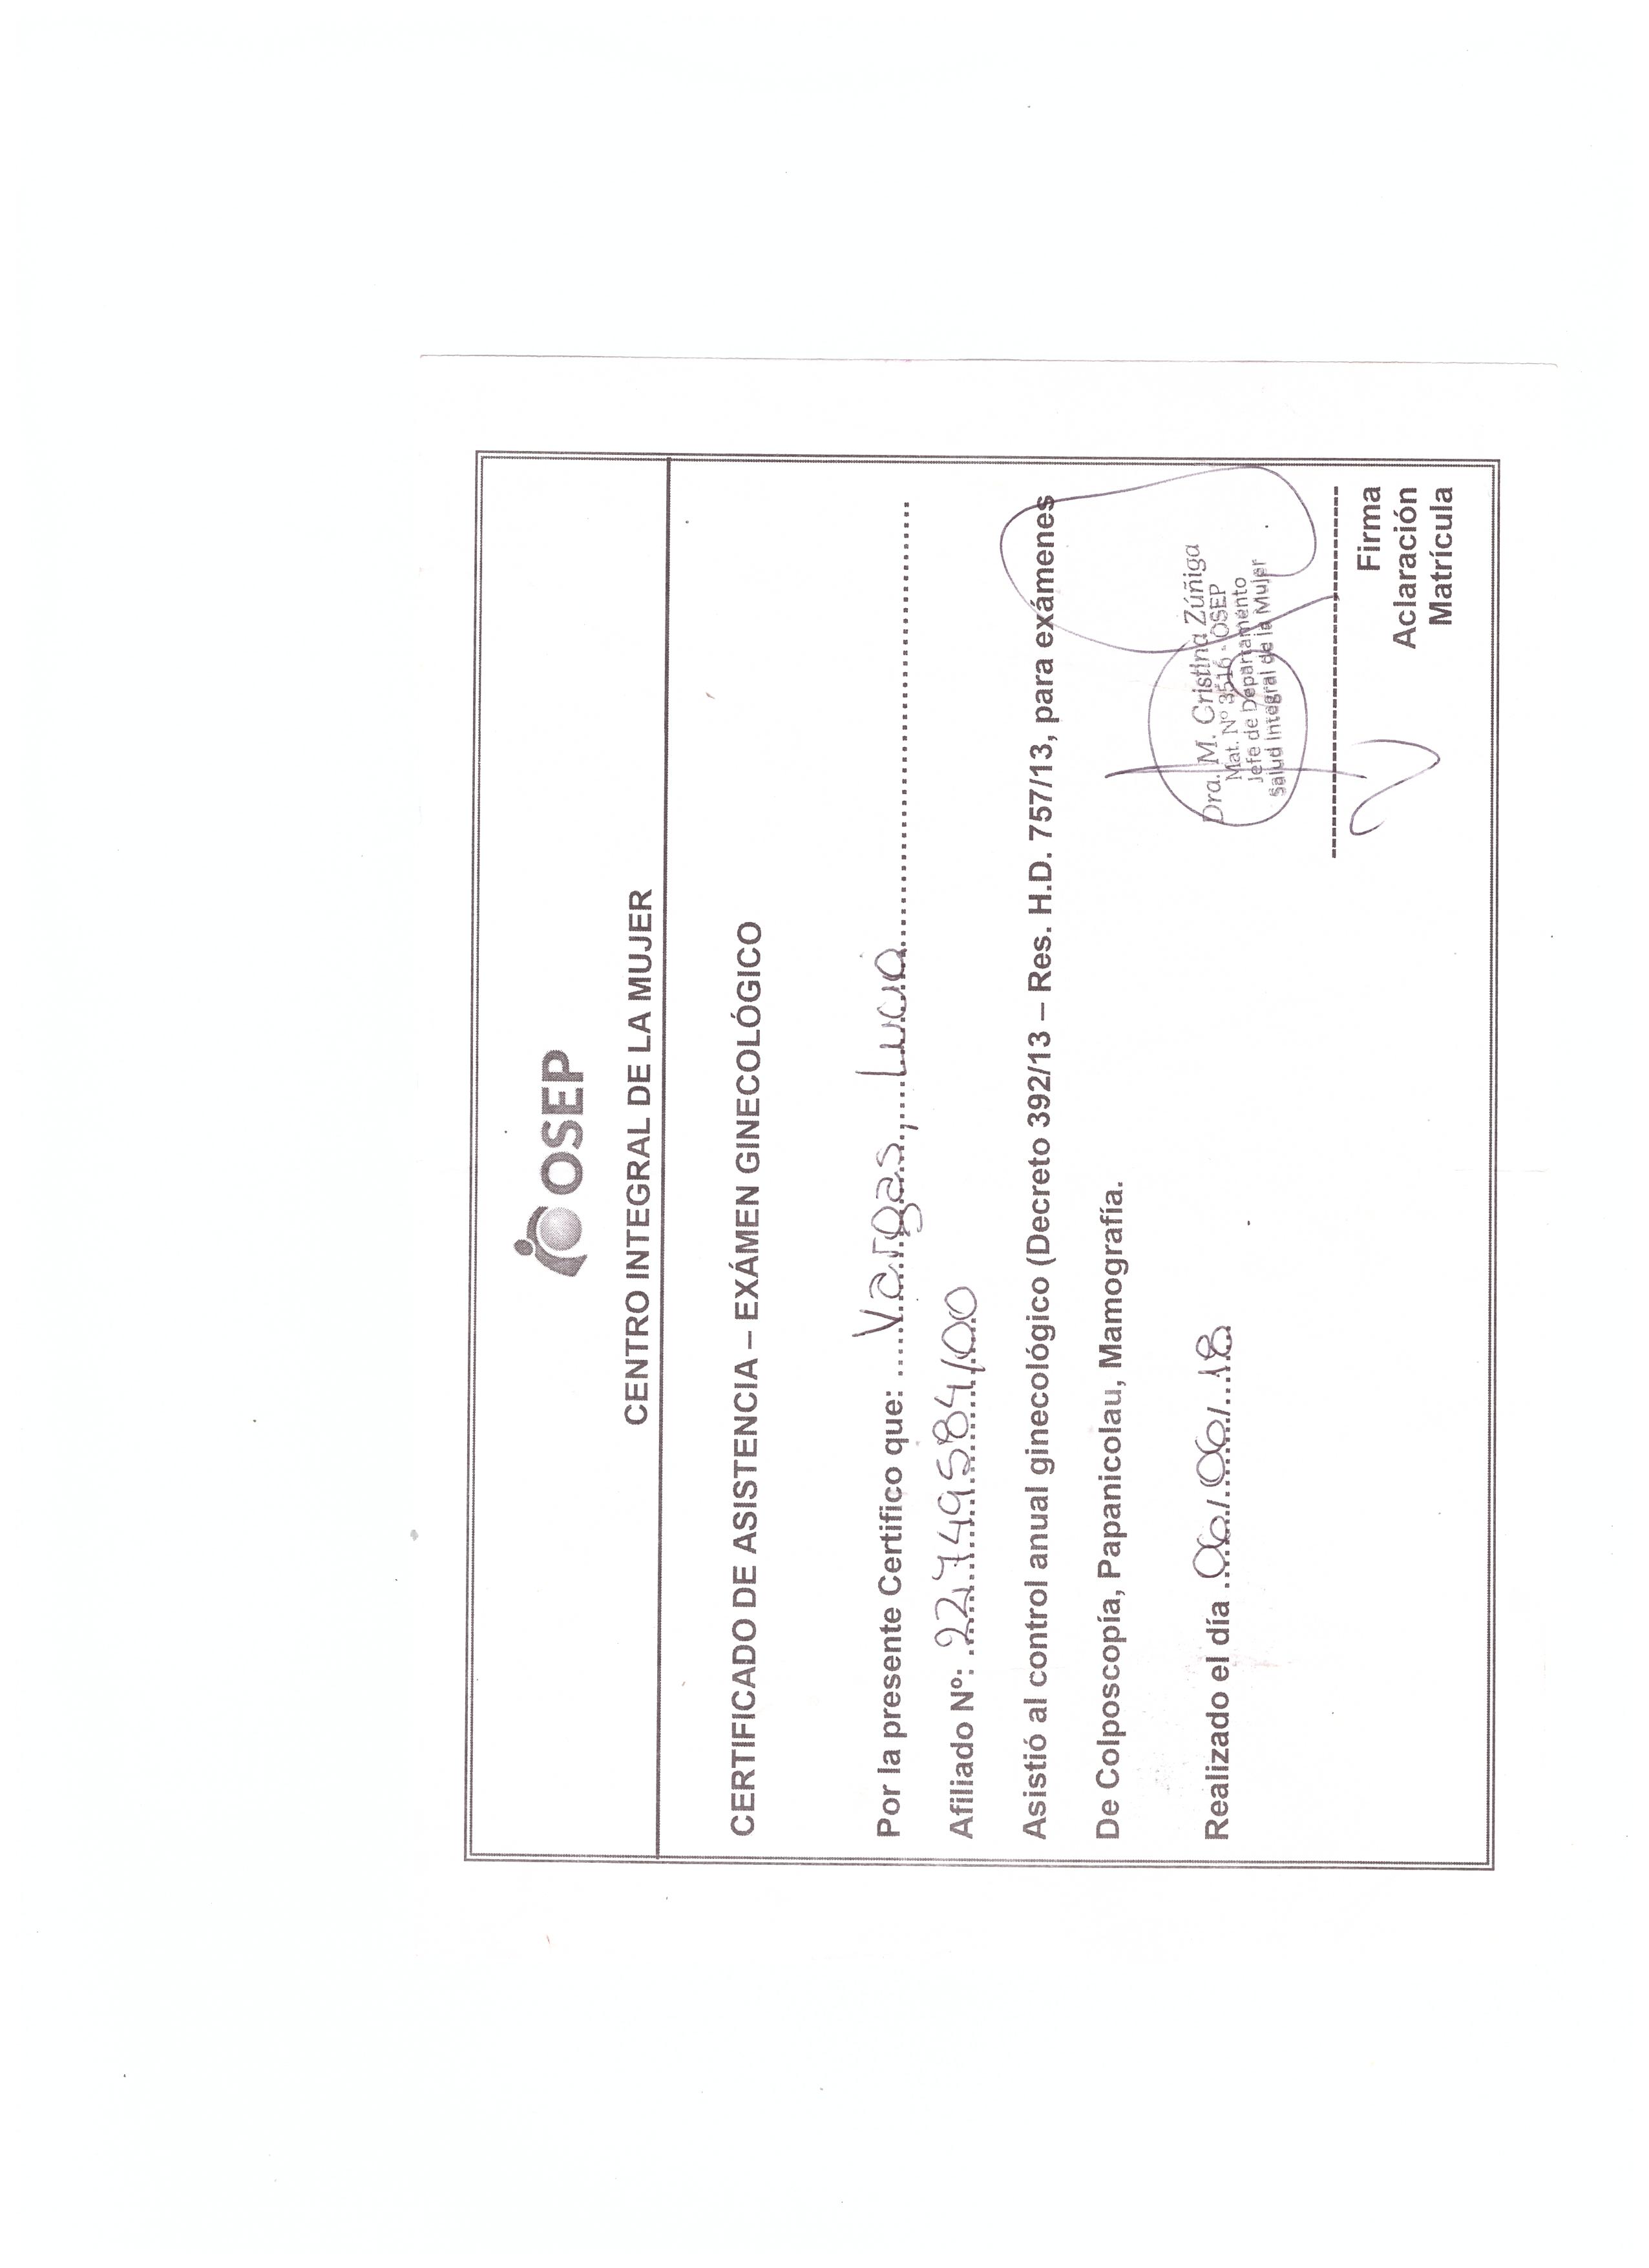 OSEP
CENTRO INTEGRAL DE LA MUJER
CERTIFICADO DE ASISTENCIA – EXÁMEN GINECOLÓGICO
Por la presente Certifico que: Vargas, Lucia
Afiliado Nº: 22749584/00
Asistió al control anual ginecológico (Decreto 392/13 – Res. H.D. 757/13, para exámenes
De Colposcopía, Papanicolau, Mamografía.
Realizado el día 06/06/18
Dra. M. Cristina Zúñiga
Mat. Nº 3516 - OSEP
Jefe de Departamento
Salud Integral de la Mujer
Firma
Aclaración
Matrícula